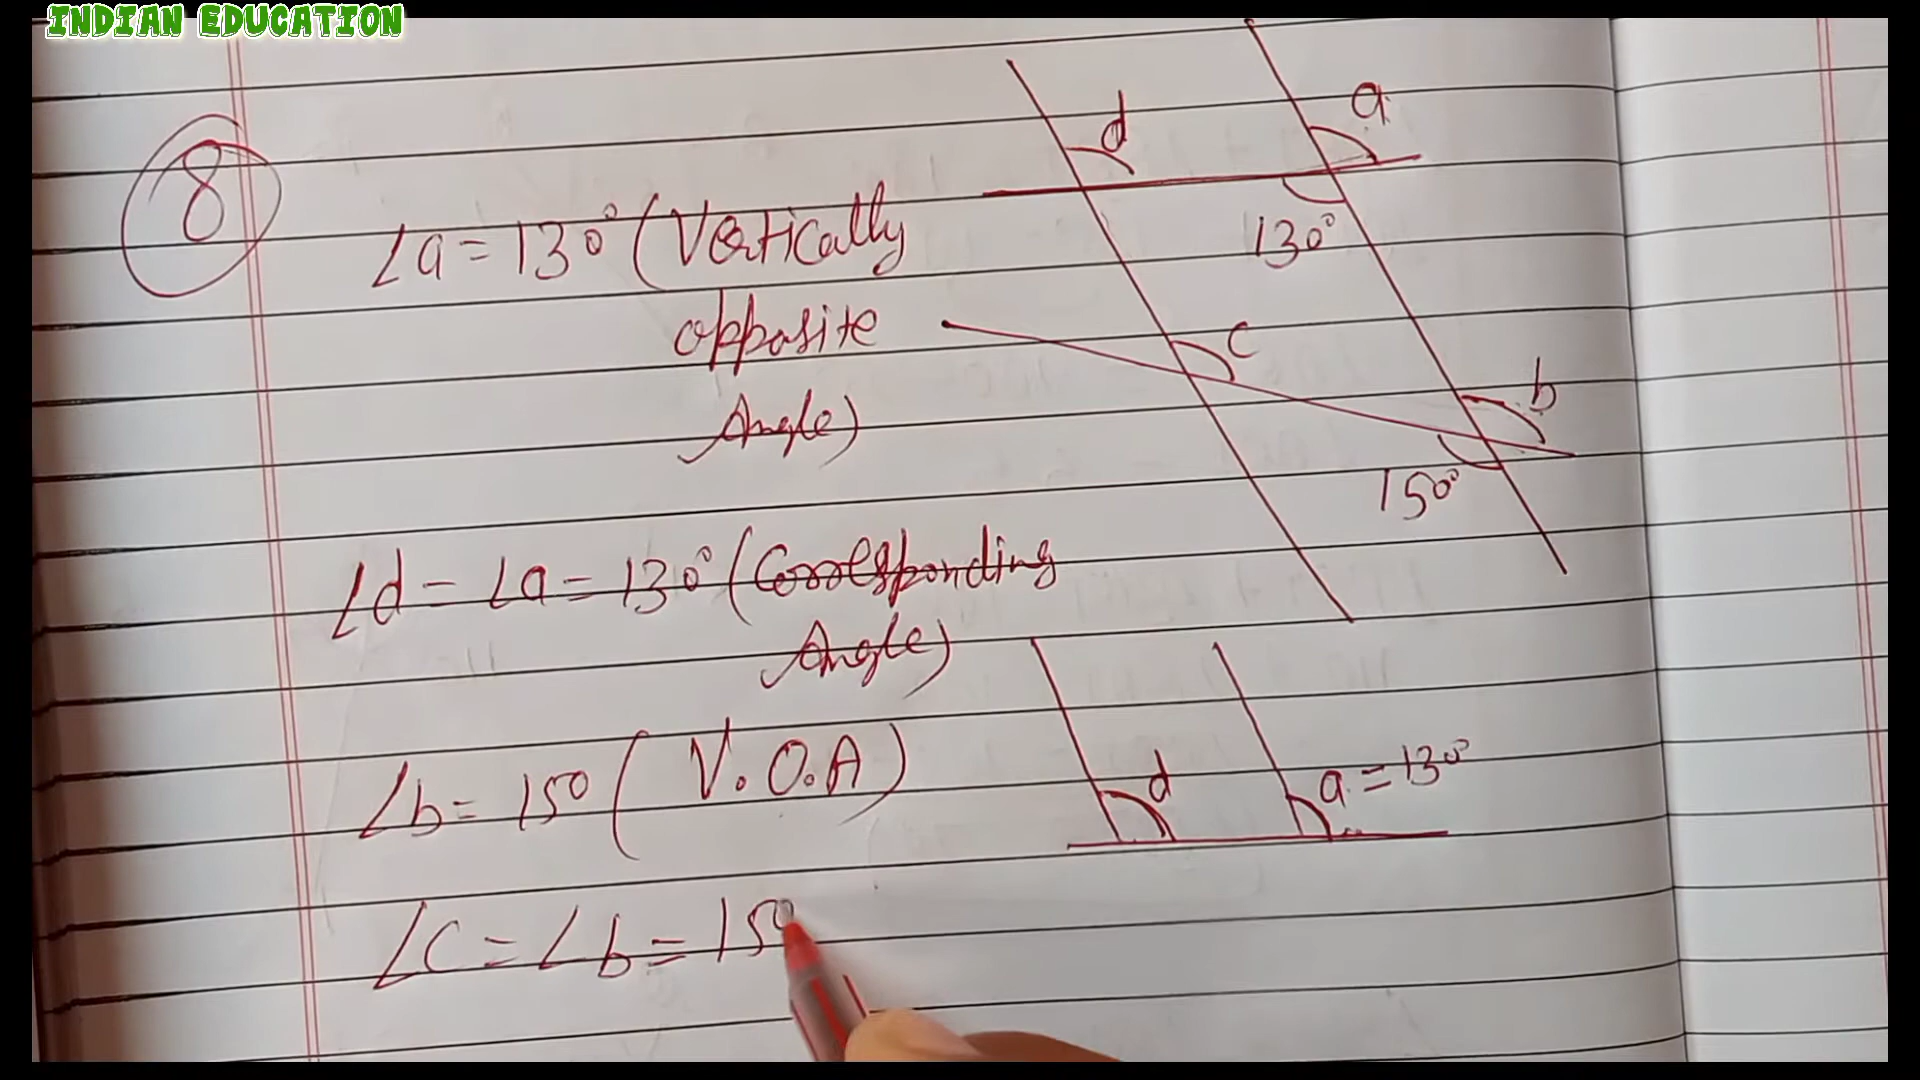 INDIAN EDUCATION
8
∠a = 130° (Vertically
opposite
Angle)
∠d = ∠a = 130° (Corresponding
Angle)
∠b = 150 ( V.O.A )
∠c = ∠b = 150
d
a
130°
c
b
150°
d
a = 130°